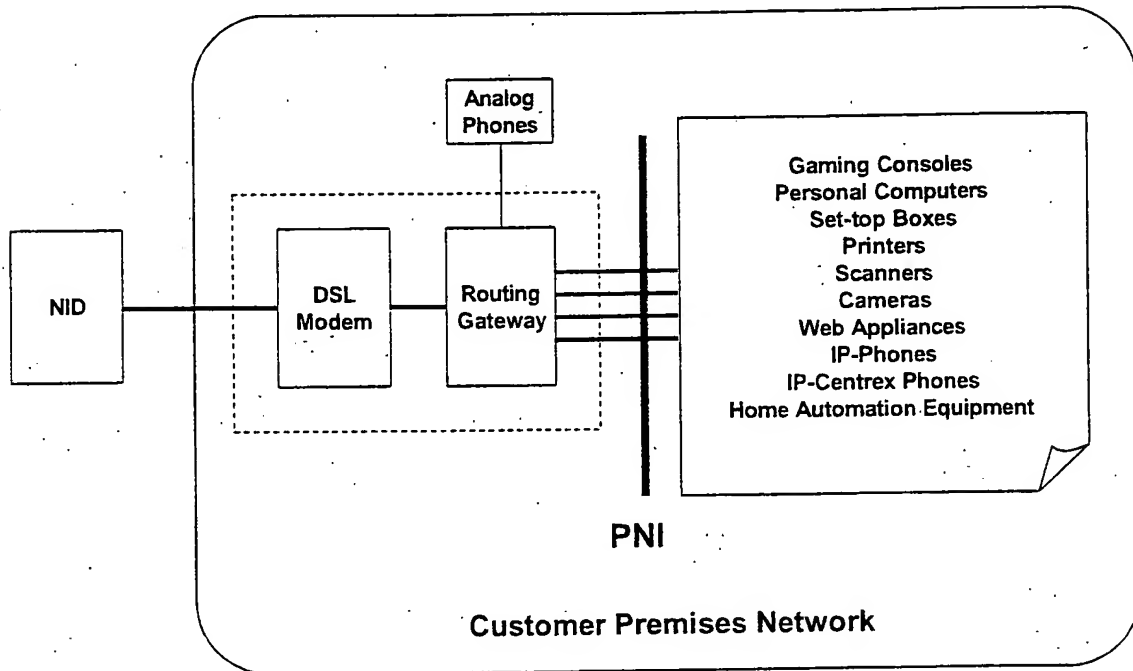 Analog
Phones
NID
DSL
Modem
Routing
Gateway
Gaming Consoles
Personal Computers
Set-top Boxes
Printers
Scanners
Cameras
Web Appliances
IP-Phones
IP-Centrex Phones
Home Automation Equipment
PNI
Customer Premises Network